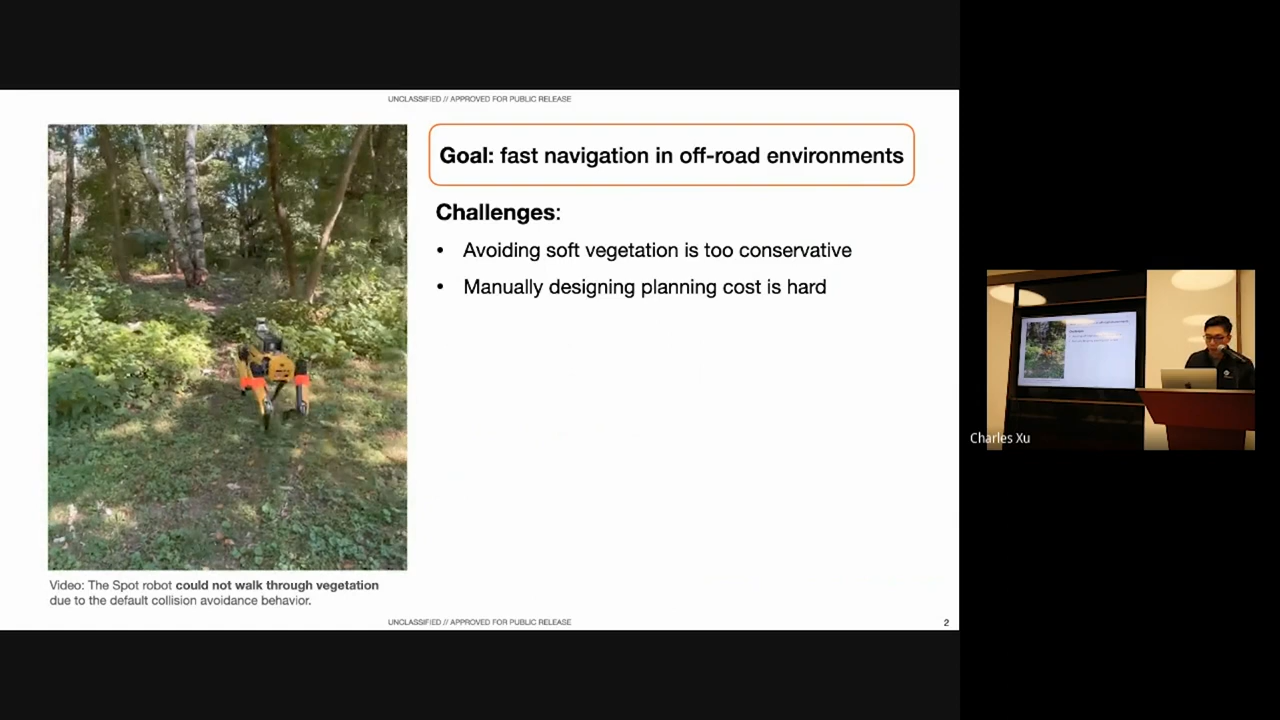 UNCLASSIFIED // APPROVED FOR PUBLIC RELEASE
Goal: fast navigation in off-road environments
Challenges:
• Avoiding soft vegetation is too conservative
• Manually designing planning cost is hard
Video: The Spot robot could not walk through vegetation
due to the default collision avoidance behavior.
UNCLASSIFIED // APPROVED FOR PUBLIC RELEASE
2
Charles Xu